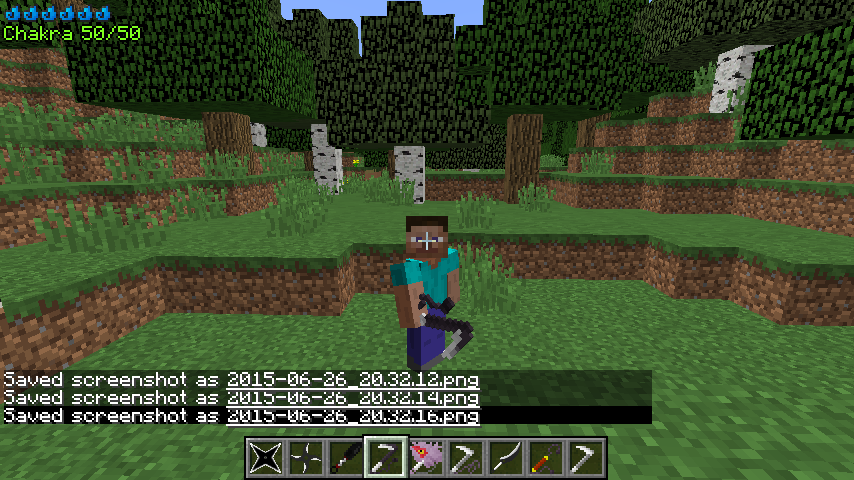 Chakra 50/50
Saved screenshot as 2015-06-26_20.32.12.png
Saved screenshot as 2015-06-26_20.32.14.png
Saved screenshot as 2015-06-26_20.32.16.png